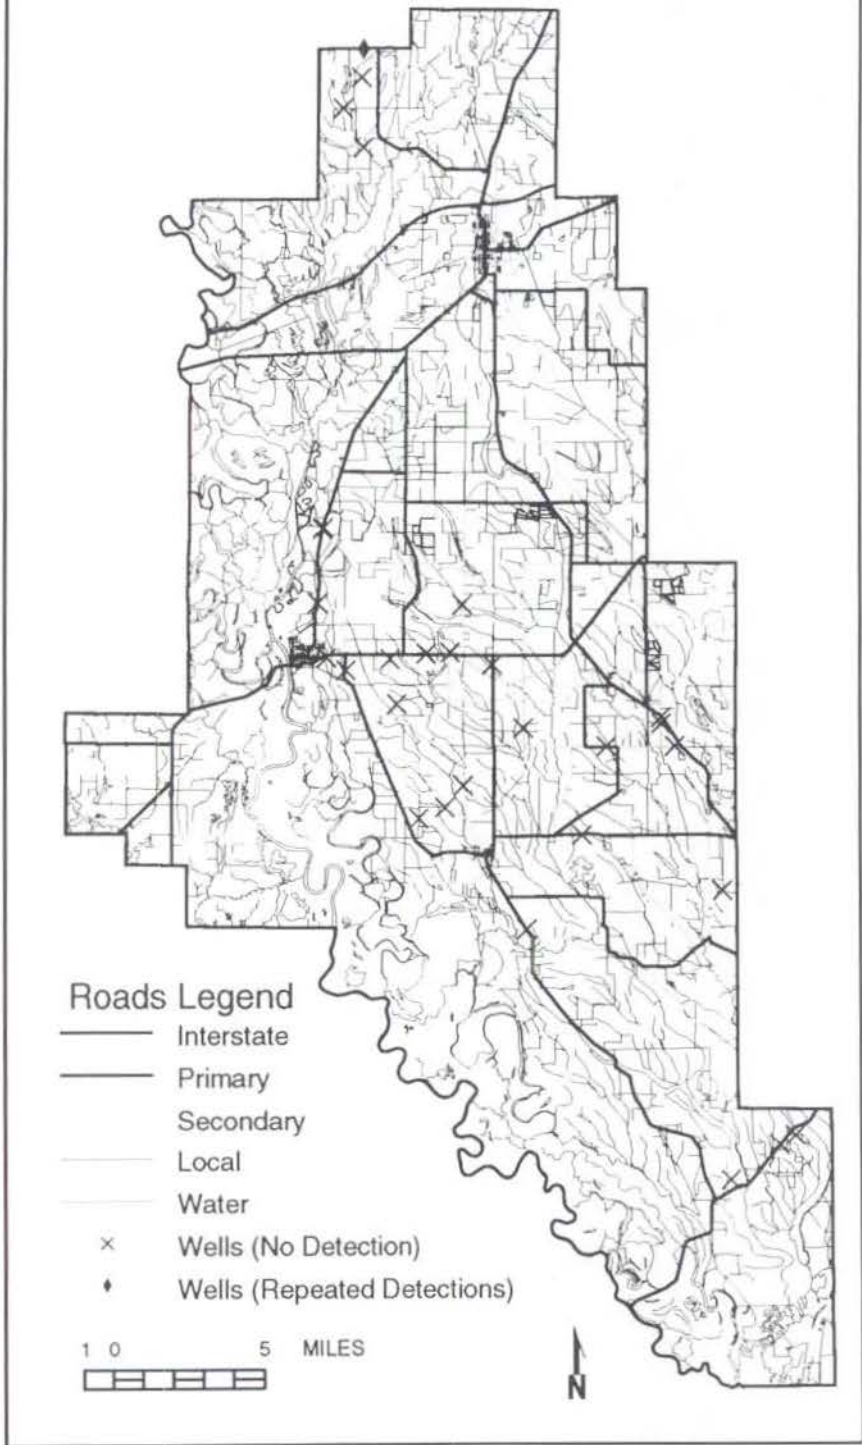 Roads Legend
Interstate
Primary
Secondary
Local
Water
Wells (No Detection)
Wells (Repeated Detections)
1 0 5 MILES
N